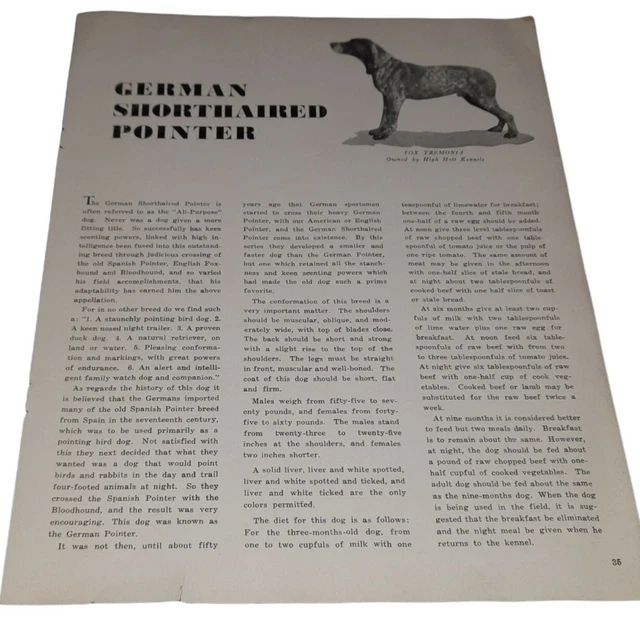 GERMAN
SHORTHAIRED
POINTER
FOX TREMONIA
Owned by High Hott Kennels
The German Shorthaired Pointer is
often referred to as the "All-Purpose"
dog. Never was a dog given a more
fitting title. So successfully has keen
scenting powers, linked with high in-
telligence been fused into this outstand-
ing breed through judicious crossing of
the old Spanish Pointer, English Fox-
hound and Bloodhound, and so varied
his field accomplishments, that his
adaptability has earned him the above
appellation.
For in no other breed do we find such
a: "1. A staunchly pointing bird dog. 2.
A keen nosed night trailer. 3. A proven
duck dog. 4. A natural retriever, on
land or water. 5. Pleasing conforma-
tion and markings, with great powers
of endurance. 6. An alert and intelli-
gent family watch dog and companion."
As regards the history of this dog it
is believed that the Germans imported
many of the old Spanish Pointer breed
from Spain in the seventeenth century,
which was to be used primarily as a
pointing bird dog. Not satisfied with
this they next decided that what they
wanted was a dog that would point
birds and rabbits in the day and trail
four-footed animals at night. So they
crossed the Spanish Pointer with the
Bloodhound, and the result was very
encouraging. This dog was known as
the German Pointer.
It was not then, until about fifty
years ago that German sportsmen
started to cross their heavy German
Pointer, with our American or English
Pointer, and the German Shorthaired
Pointer come into existence. By this
series they developed a smaller and
faster dog than the German Pointer,
but one which retained all the stanch-
ness and keen scenting powers which
had made the old dog such a prime
favorite.
The conformation of this breed is a
very important matter. The shoulders
should be muscular, oblique, and mod-
erately wide, with top of blades close.
The back should be short and strong
with a slight rise to the top of the
shoulders. The legs must be straight
in front, muscular and well-boned. The
coat of this dog should be short, flat
and firm.
Males weigh from fifty-five to sev-
enty pounds, and females from forty-
five to sixty pounds. The males stand
from twenty-three to twenty-five
inches at the shoulders, and females
two inches shorter.
A solid liver, liver and white spotted,
liver and white spotted and ticked, and
liver and white ticked are the only
colors permitted.
The diet for this dog is as follows:
For the three-months-old dog, from
one to two cupfuls of milk with one
teaspoonful of limewater for breakfast;
between the fourth and fifth month
one-half of a raw egg should be added.
At noon give three level tablespoonfuls
of raw chopped beef with one table
spoonful of tomato juice or the pulp of
one ripe tomato. The same amount of
meat may be given in the afternoon
with one-half slice of stale bread, and
at night about two tablespoonfuls of
cooked beef with one half slice of toast
or stale bread.
At six months give at least two cup-
fuls of milk with two tablespoonfuls
of lime water plus one raw egg for
breakfast. At noon feed six table-
spoonfuls of raw beef with from two
to three tablespoonfuls of tomato juice.
At night give six tablespoonfuls of raw
beef with one-half cup of cook veg-
etables. Cooked beef or lamb may be
substituted for the raw beef twice a
week.
At nine months it is considered better
to feed but two meals daily. Breakfast
is to remain about the same. However,
at night, the dog should be fed about
a pound of raw chopped beef with one-
half cupful of cooked vegetables. The
adult dog should be fed about the same
as the nine-months dog. When the dog
is being used in the field, it is sug-
gested that the breakfast be eliminated
and the night meal be given when he
returns to the kennel.
35